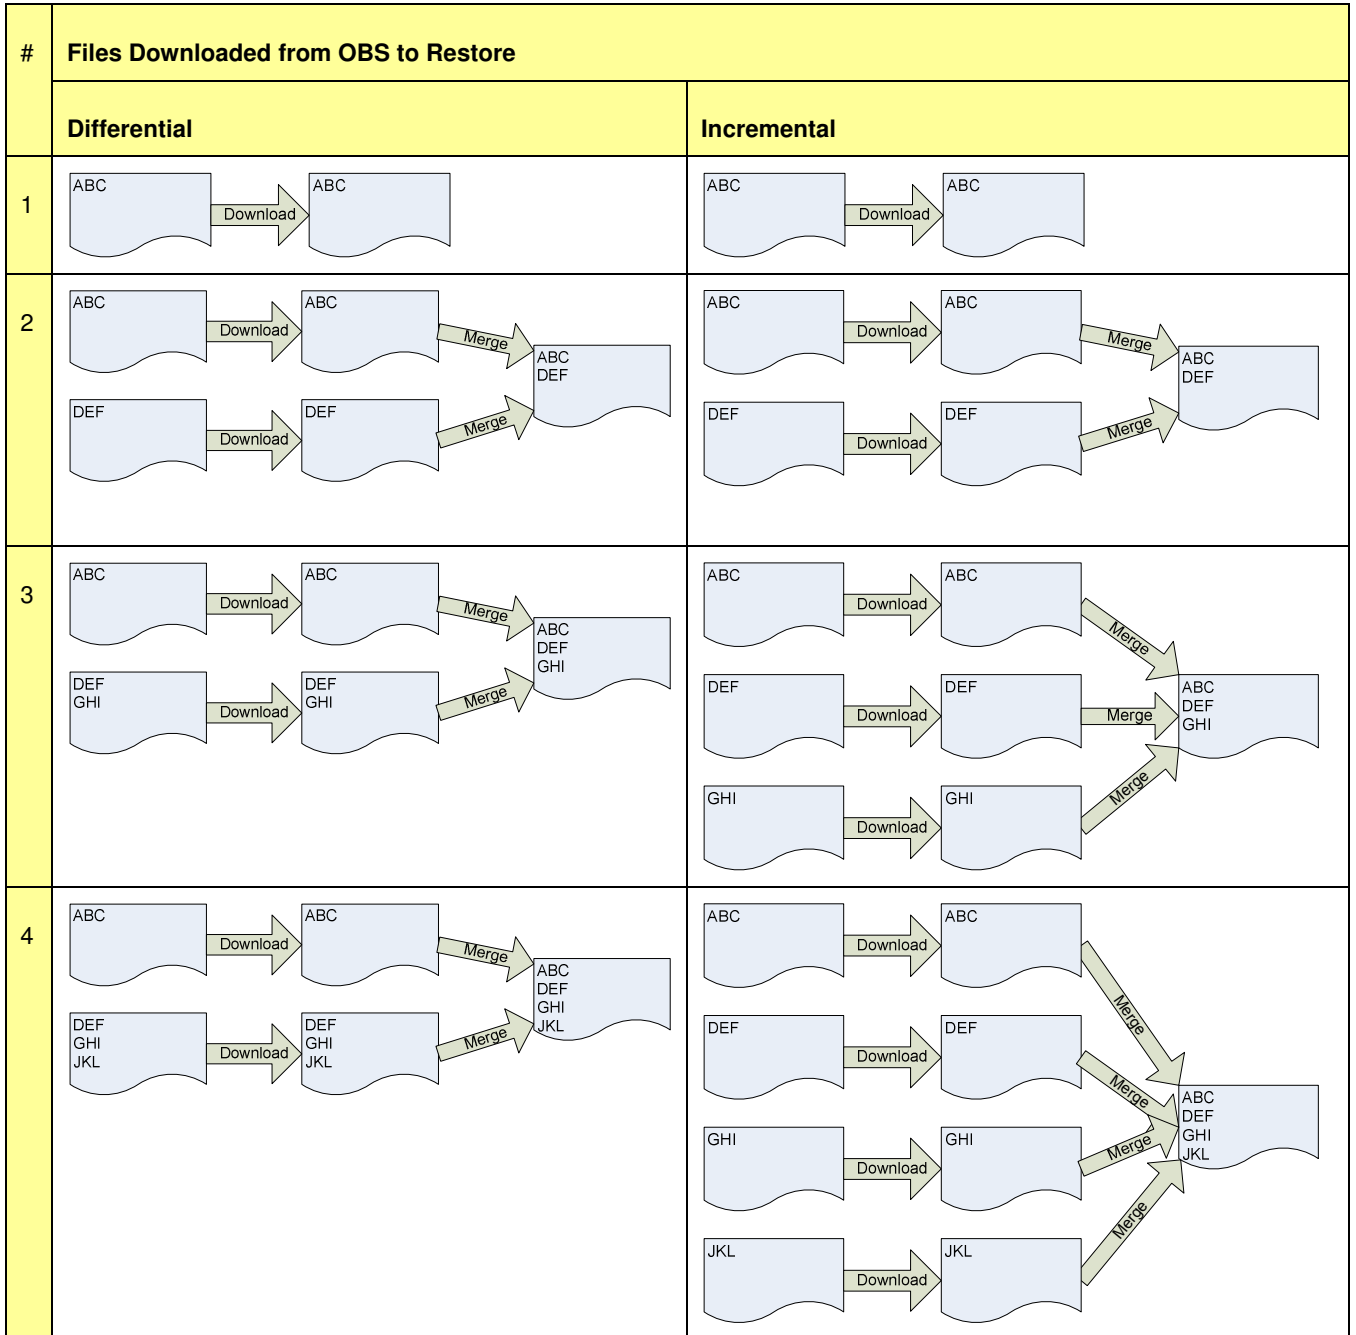 #
Files Downloaded from OBS to Restore
Differential
Incremental
1
ABC
Download
ABC
ABC
Download
ABC
2
ABC
Download
ABC
Merge
DEF
Download
DEF
Merge
ABC
DEF
ABC
Download
ABC
Merge
DEF
Download
DEF
Merge
ABC
DEF
3
ABC
Download
ABC
Merge
DEF
GHI
Download
DEF
GHI
Merge
ABC
DEF
GHI
ABC
Download
ABC
Merge
DEF
Download
DEF
Merge
GHI
Download
GHI
Merge
ABC
DEF
GHI
4
ABC
Download
ABC
Merge
DEF
GHI
JKL
Download
DEF
GHI
JKL
Merge
ABC
DEF
GHI
JKL
ABC
Download
ABC
Merge
DEF
Download
DEF
Merge
GHI
Download
GHI
Merge
JKL
Download
JKL
Merge
ABC
DEF
GHI
JKL